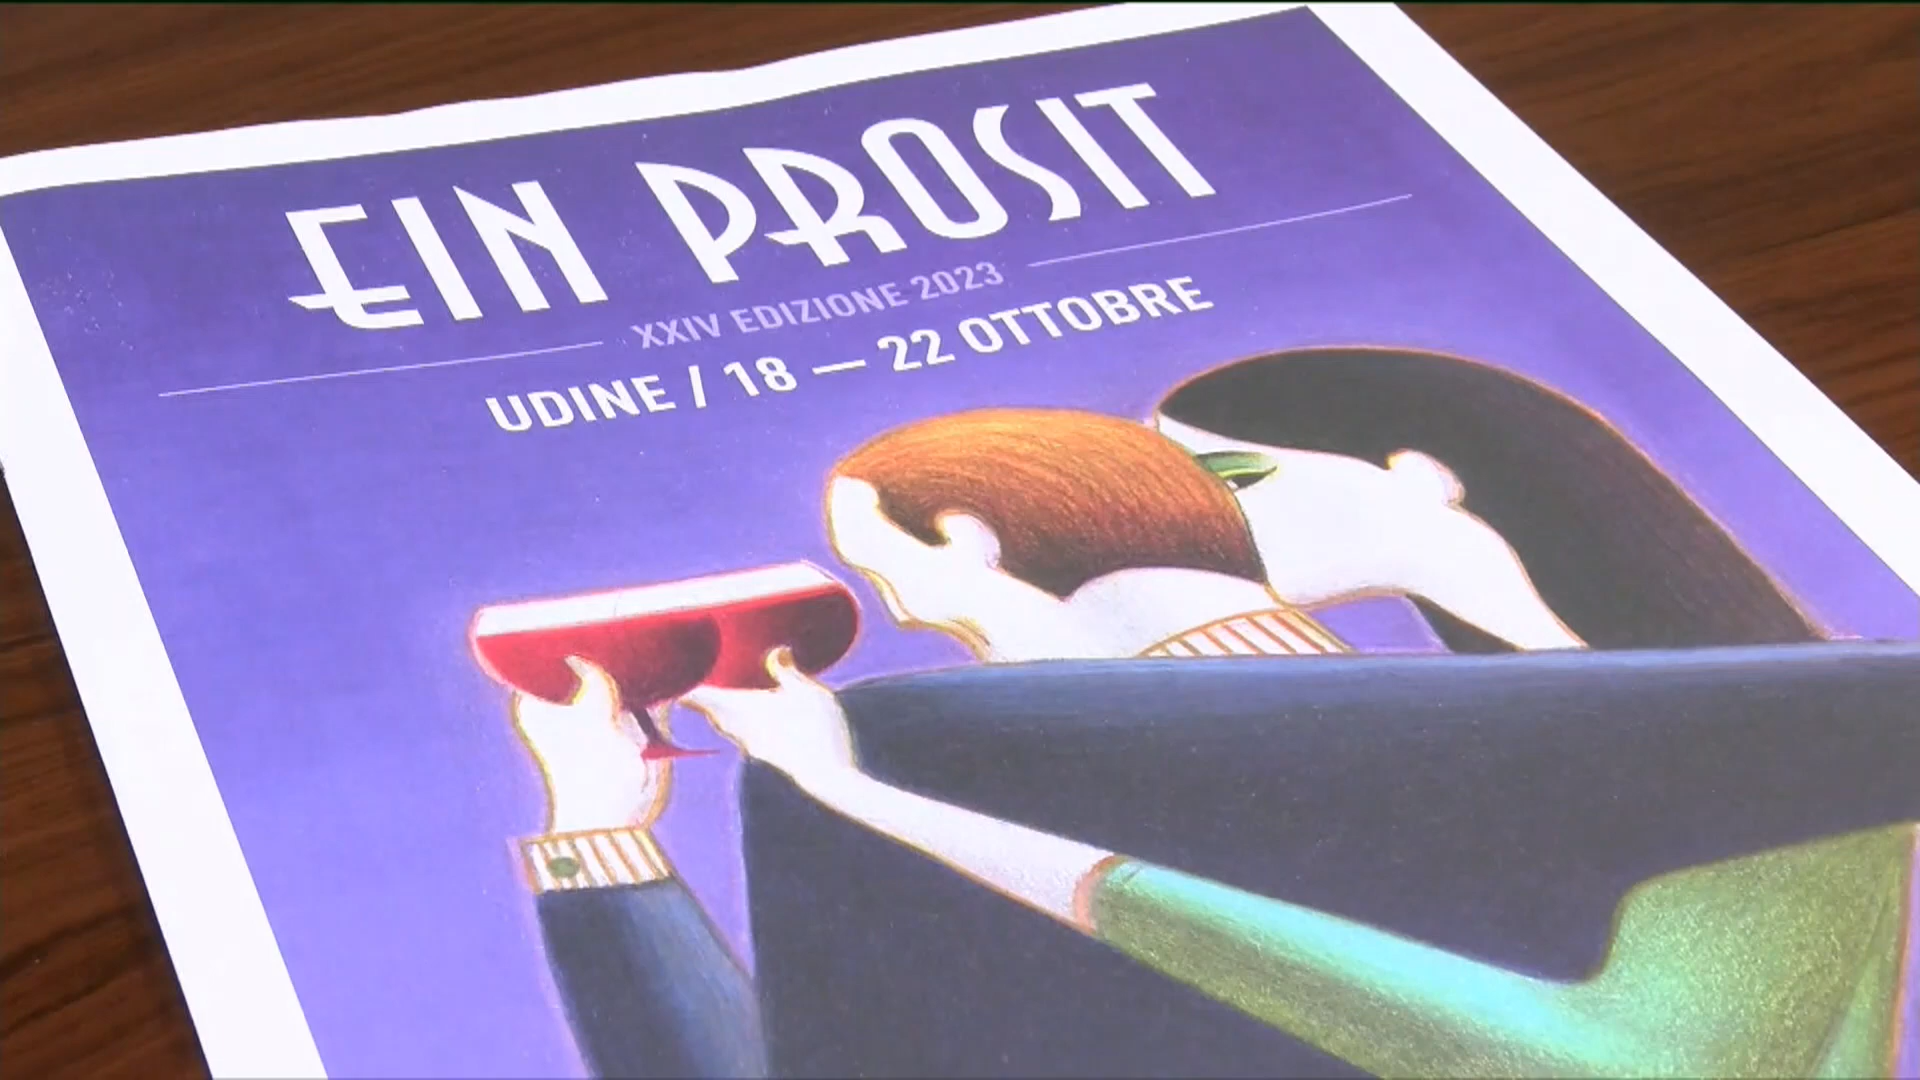 EIN PROSIT
XXIV EDIZIONE 2023
UDINE / 18 — 22 OTTOBRE